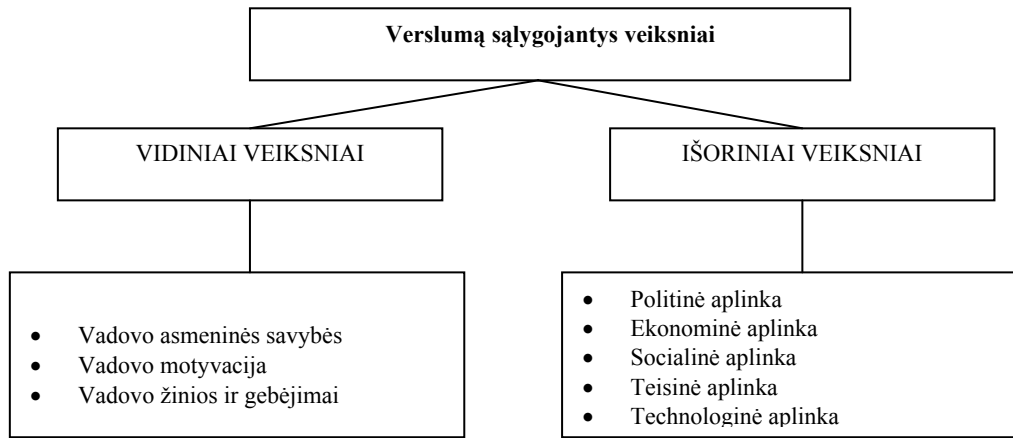 Verslumą sąlygojantys veiksniai
VIDINIAI VEIKSNIAI
IŠORINIAI VEIKSNIAI
• Vadovo asmeninės savybės
• Vadovo motyvacija
• Vadovo žinios ir gebėjimai
• Politinė aplinka
• Ekonominė aplinka
• Socialinė aplinka
• Teisinė aplinka
• Technologinė aplinka